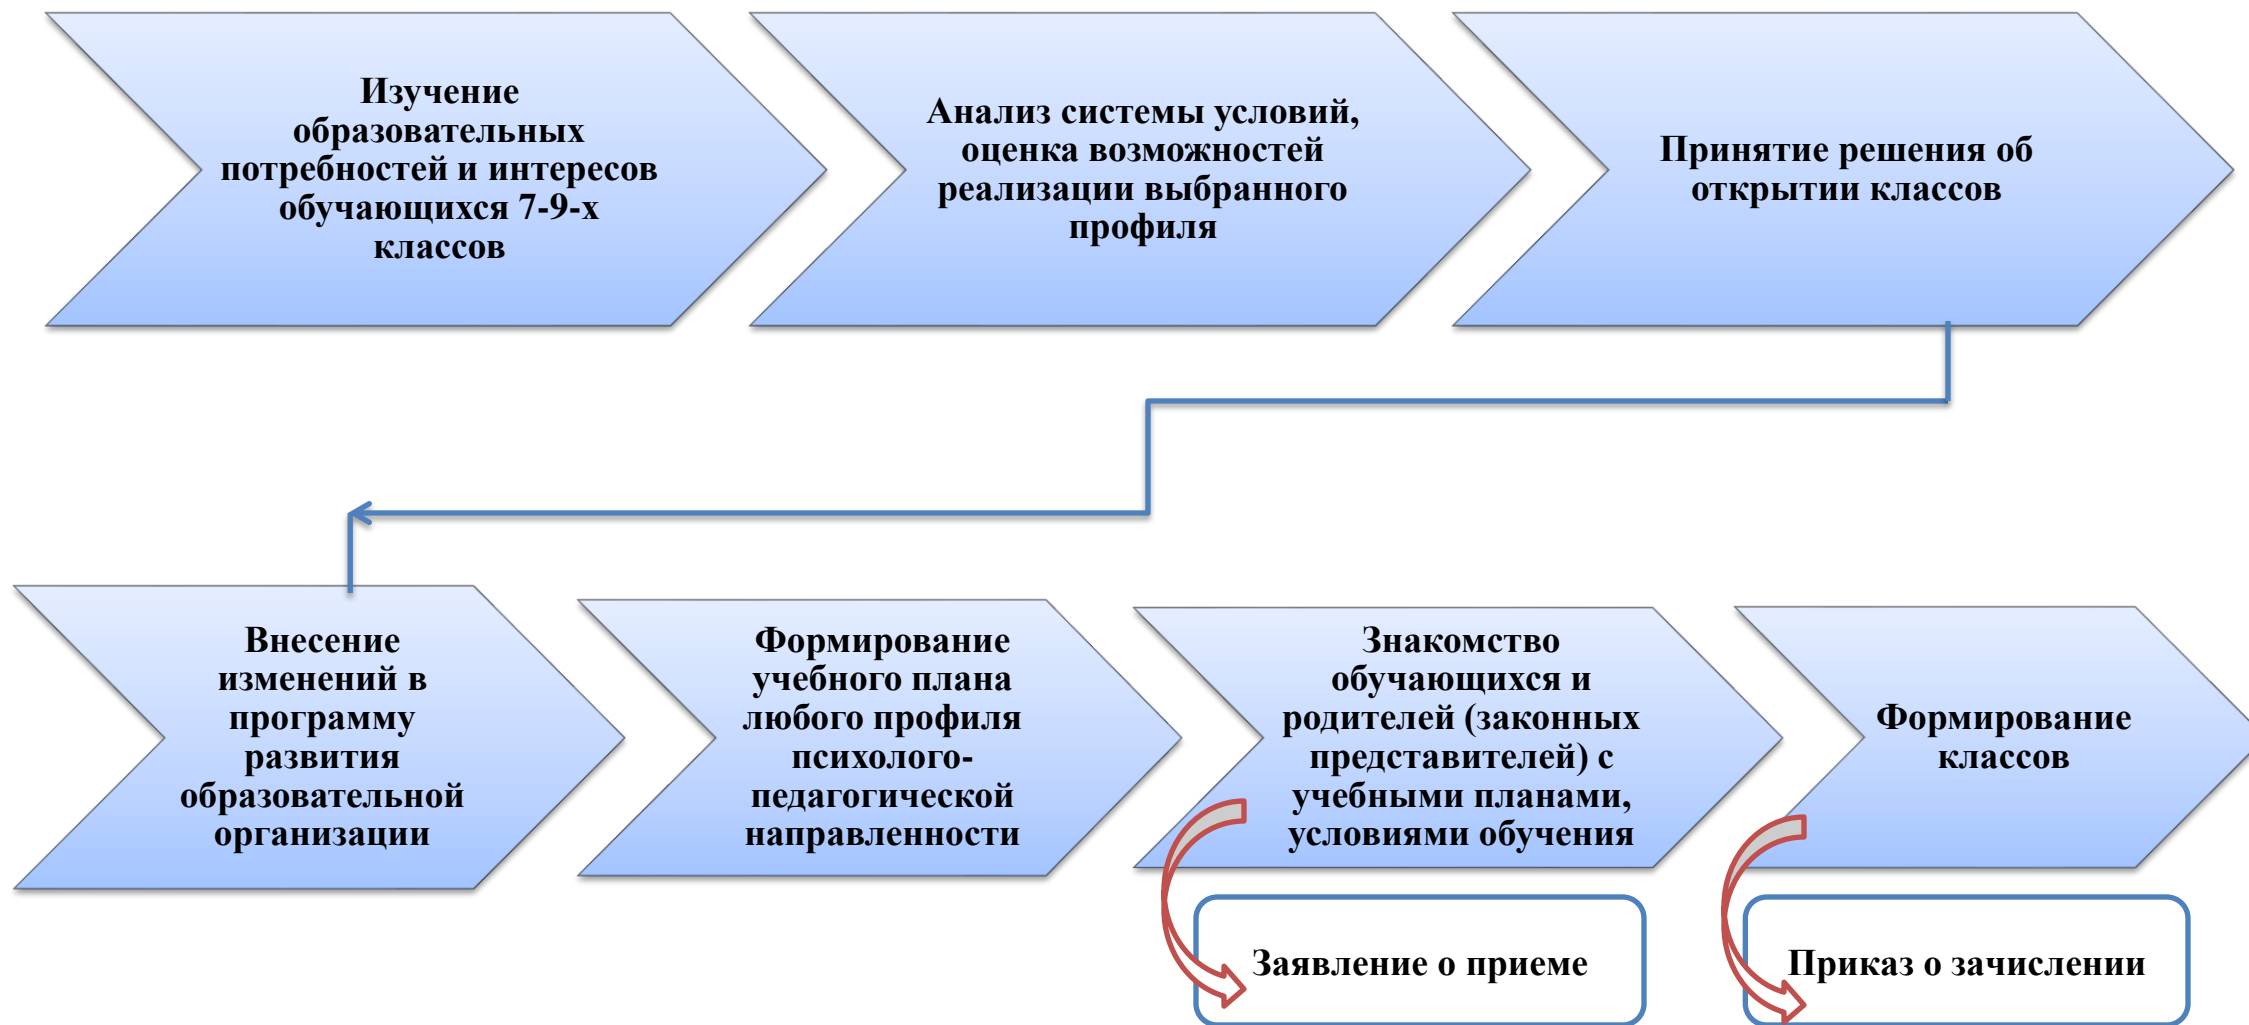 Изучение
образовательных
потребностей и интересов
обучающихся 7-9-х
классов
Анализ системы условий,
оценка возможностей
реализации выбранного
профиля
Принятие решения об
открытии классов
Внесение
изменений в
программу
развития
образовательной
организации
Формирование
учебного плана
любого профиля
психолого-
педагогической
направленности
Знакомство
обучающихся и
родителей (законных
представителей) с
учебными планами,
условиями обучения
Формирование
классов
Заявление о приеме
Приказ о зачислении